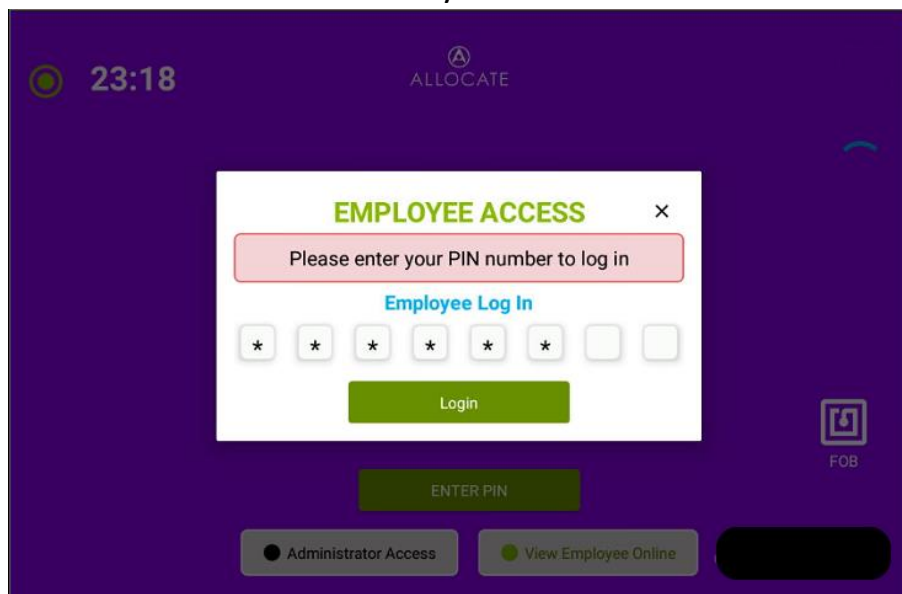 23:18
ALLOCATE
EMPLOYEE ACCESS ×
Please enter your PIN number to log in
Employee Log In
* * * * * *
Login
FOB
ENTER PIN
Administrator Access
View Employee Online